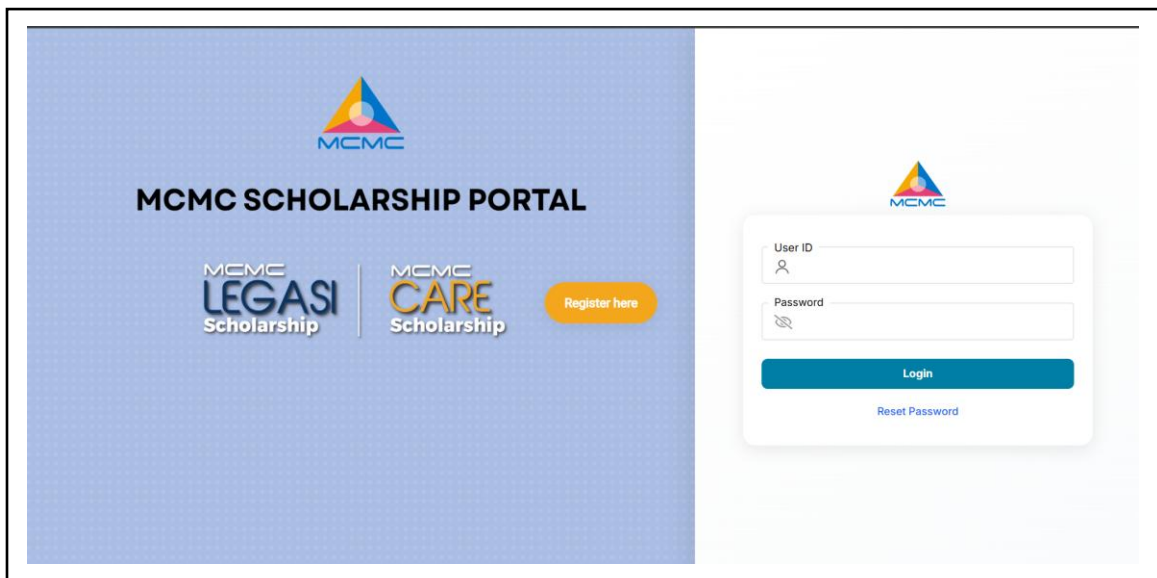 MCMC
MCMC SCHOLARSHIP PORTAL
MCMC
LEGASI
Scholarship
MCMC
CARE
Scholarship
Register here
MCMC
User ID
Password
Login
Reset Password